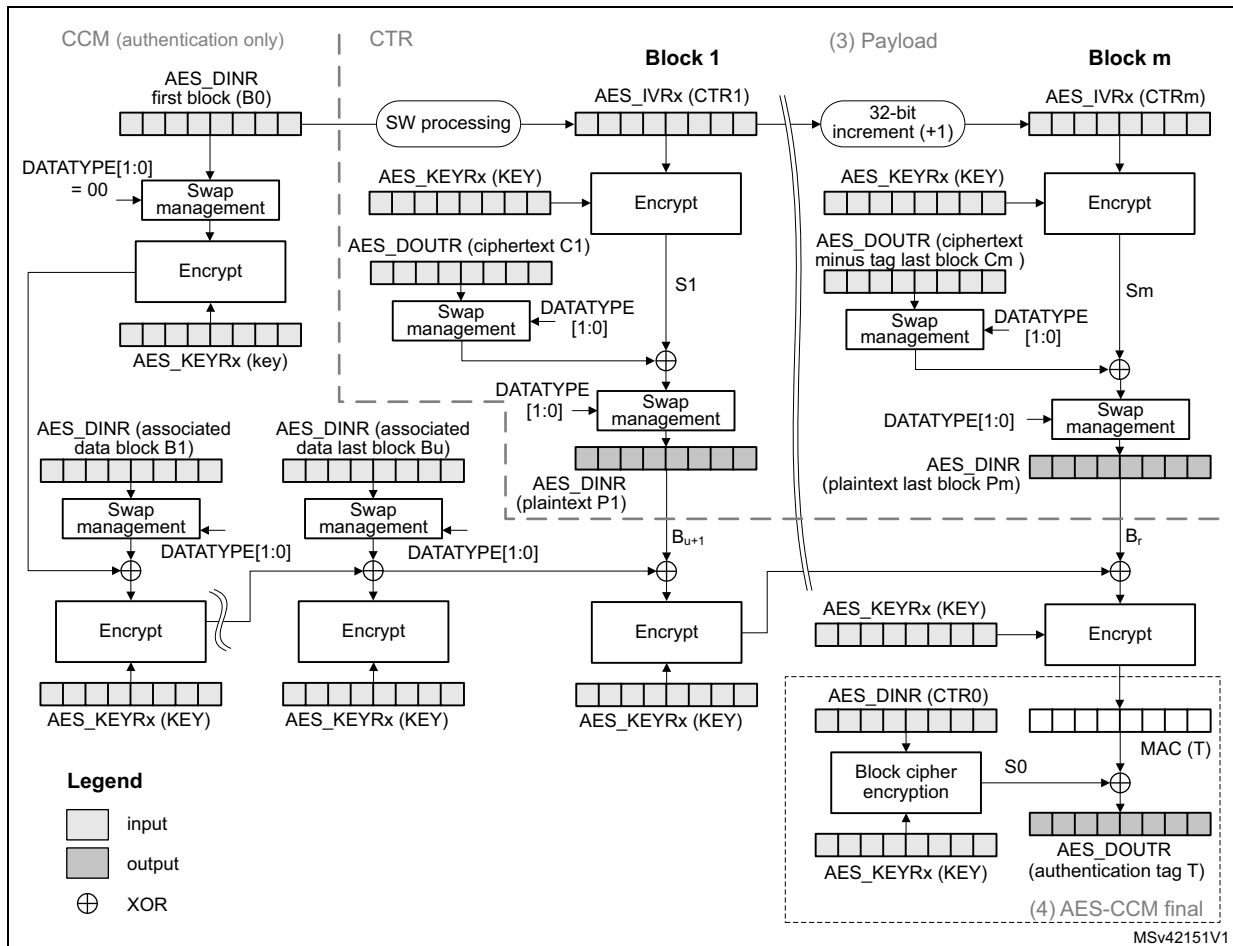 CCM (authentication only)
CTR
(3) Payload
Block 1
Block m
AES_DINR
first block (B0)
AES_IVRx (CTR1)
AES_IVRx (CTRm)
SW processing
32-bit
increment (+1)
DATATYPE[1:0]
= 00
Swap
management
Encrypt
AES_KEYRx (key)
AES_KEYRx (KEY)
Encrypt
AES_DOUTR (ciphertext C1)
Swap
management
DATATYPE
[1:0]
S1
DATATYPE
[1:0]
Swap
management
AES_DINR
(plaintext P1)
AES_KEYRx (KEY)
Encrypt
AES_DOUTR (ciphertext
minus tag last block Cm )
Swap
management
DATATYPE
[1:0]
Sm
DATATYPE[1:0]
Swap
management
AES_DINR
(plaintext last block Pm)
AES_DINR (associated
data block B1)
Swap
management
DATATYPE[1:0]
Encrypt
AES_KEYRx (KEY)
AES_DINR (associated
data last block Bu)
Swap
management
DATATYPE[1:0]
Encrypt
AES_KEYRx (KEY)
Bu+1
Encrypt
AES_KEYRx (KEY)
Br
AES_KEYRx (KEY)
Encrypt
AES_DINR (CTR0)
Block cipher
encryption
AES_KEYRx (KEY)
S0
MAC (T)
AES_DOUTR
(authentication tag T)
(4) AES-CCM final
Legend
input
output
XOR
MSv42151V1